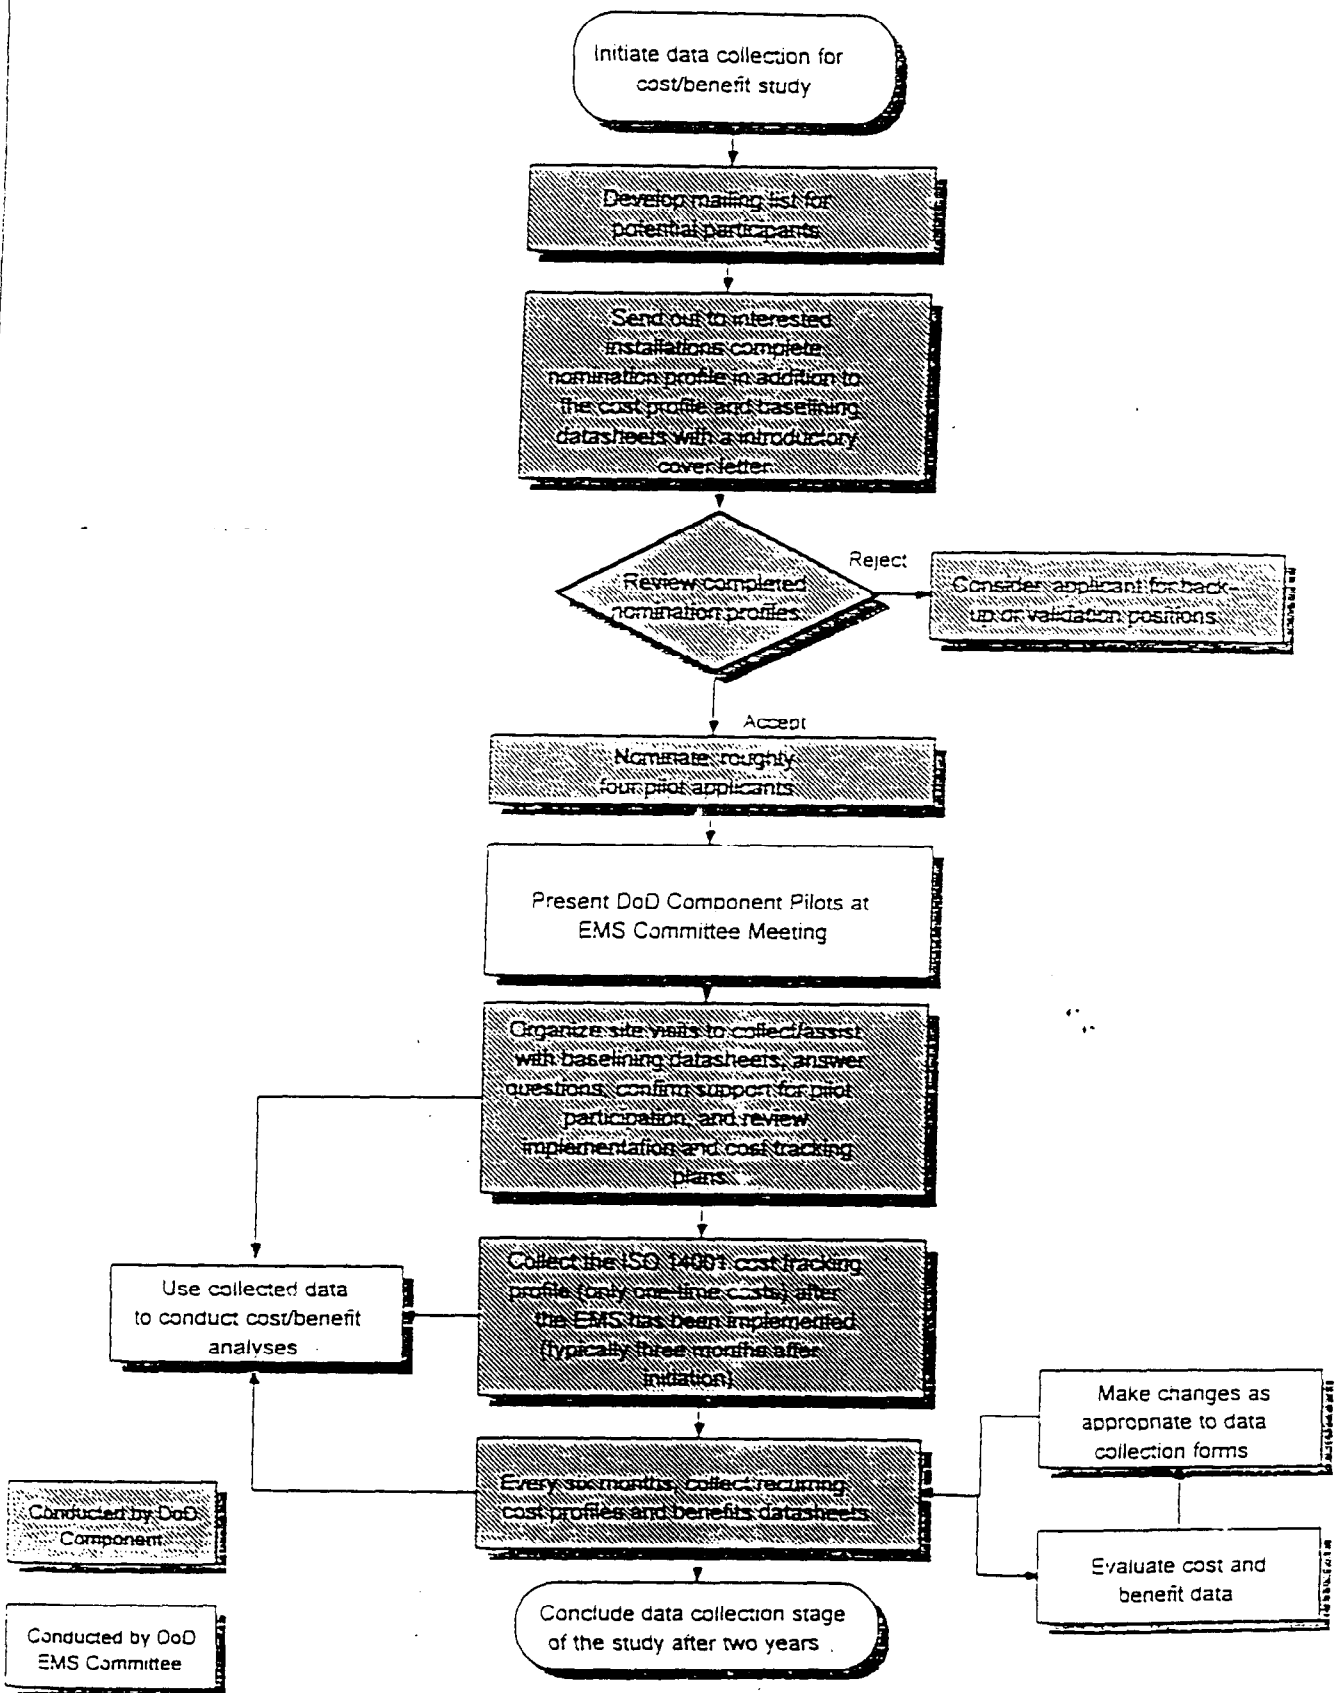 Initiate data collection for
cost/benefit study
Develop mailing list for
potential participants
Send out to interested
installations complete
nomination profile in addition to
the cost profile and baselining
datasheets with a introductory
cover letter
Review completed
nomination profiles
Reject
Consider applicant for back-
up or validation positions
Accept
Nominate roughly
four pilot applicants
Present DoD Component Pilots at
EMS Committee Meeting
Organize site visits to collect/assist
with baselining datasheets, answer
questions, confirm support for pilot
participation, and review
implementation and cost tracking
plans
Collect the ISO 14001 cost tracking
profile (only one-time costs) after
the EMS has been implemented
(typically three months after
initiation)
Use collected data
to conduct cost/benefit
analyses
Every six months, collect recurring
cost profiles and benefits datasheets
Make changes as
appropriate to data
collection forms
Evaluate cost and
benefit data
Conclude data collection stage
of the study after two years
Conducted by DoD
Component
Conducted by DoD
EMS Committee